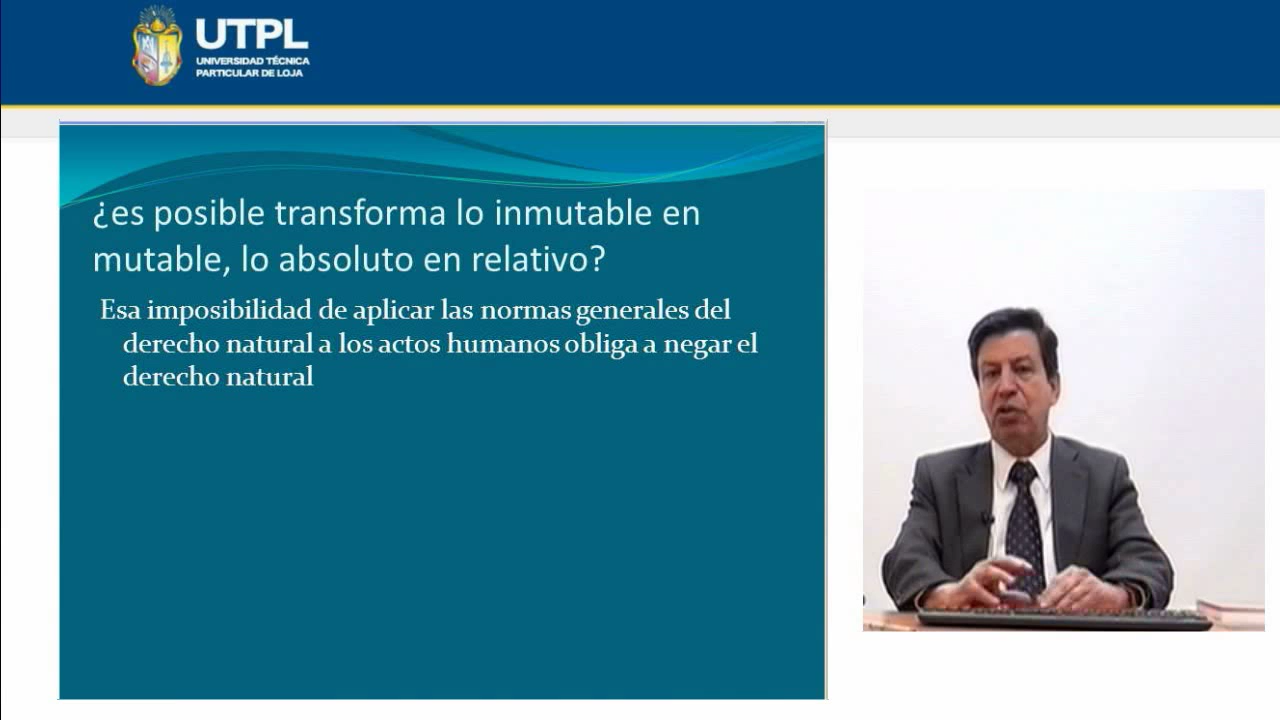 UTPL
UNIVERSIDAD TÉCNICA
PARTICULAR DE LOJA
¿es posible transforma lo inmutable en
mutable, lo absoluto en relativo?
Esa imposibilidad de aplicar las normas generales del
derecho natural a los actos humanos obliga a negar el
derecho natural